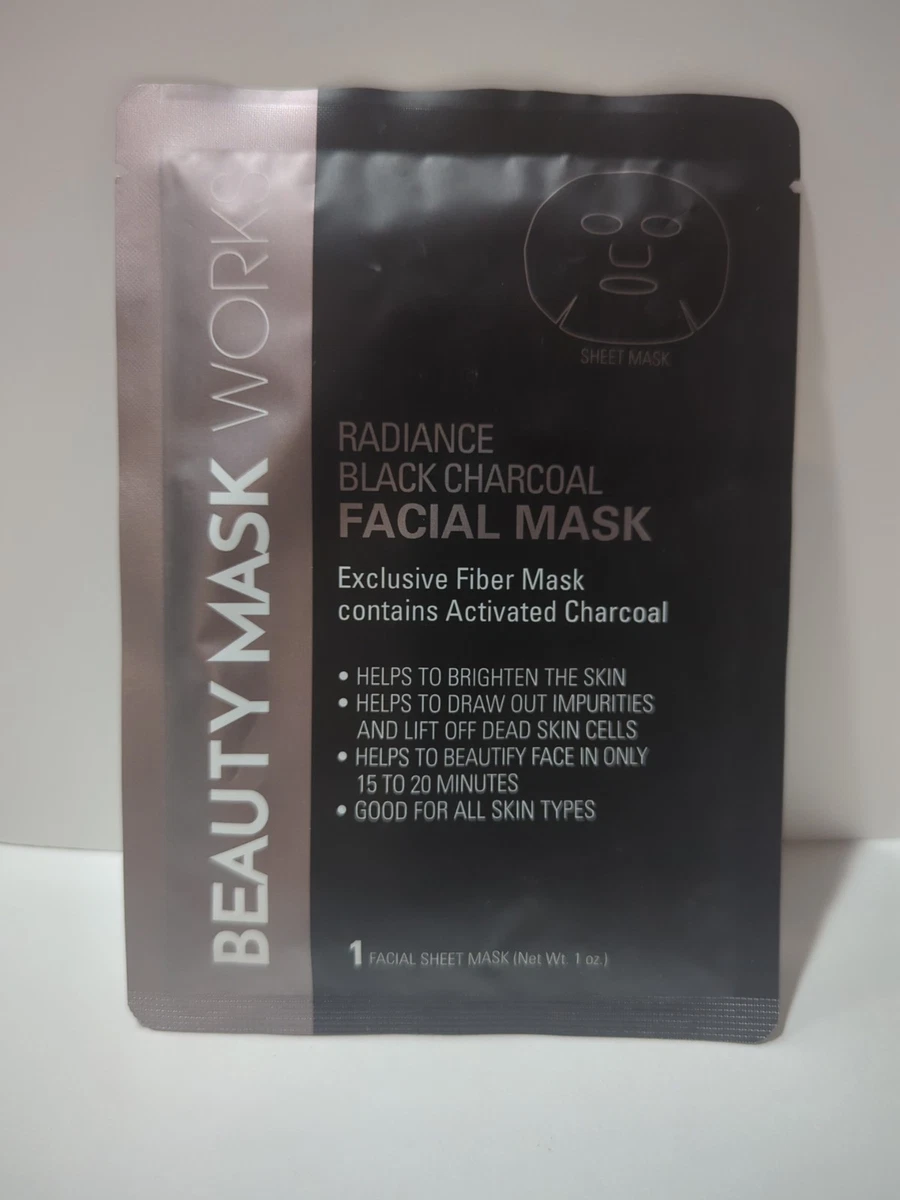 BEAUTY MASK WORKS
SHEET MASK
RADIANCE
BLACK CHARCOAL
FACIAL MASK
Exclusive Fiber Mask
contains Activated Charcoal
• HELPS TO BRIGHTEN THE SKIN
• HELPS TO DRAW OUT IMPURITIES
AND LIFT OFF DEAD SKIN CELLS
• HELPS TO BEAUTIFY FACE IN ONLY
15 TO 20 MINUTES
• GOOD FOR ALL SKIN TYPES
1 FACIAL SHEET MASK (Net Wt. 1 oz.)